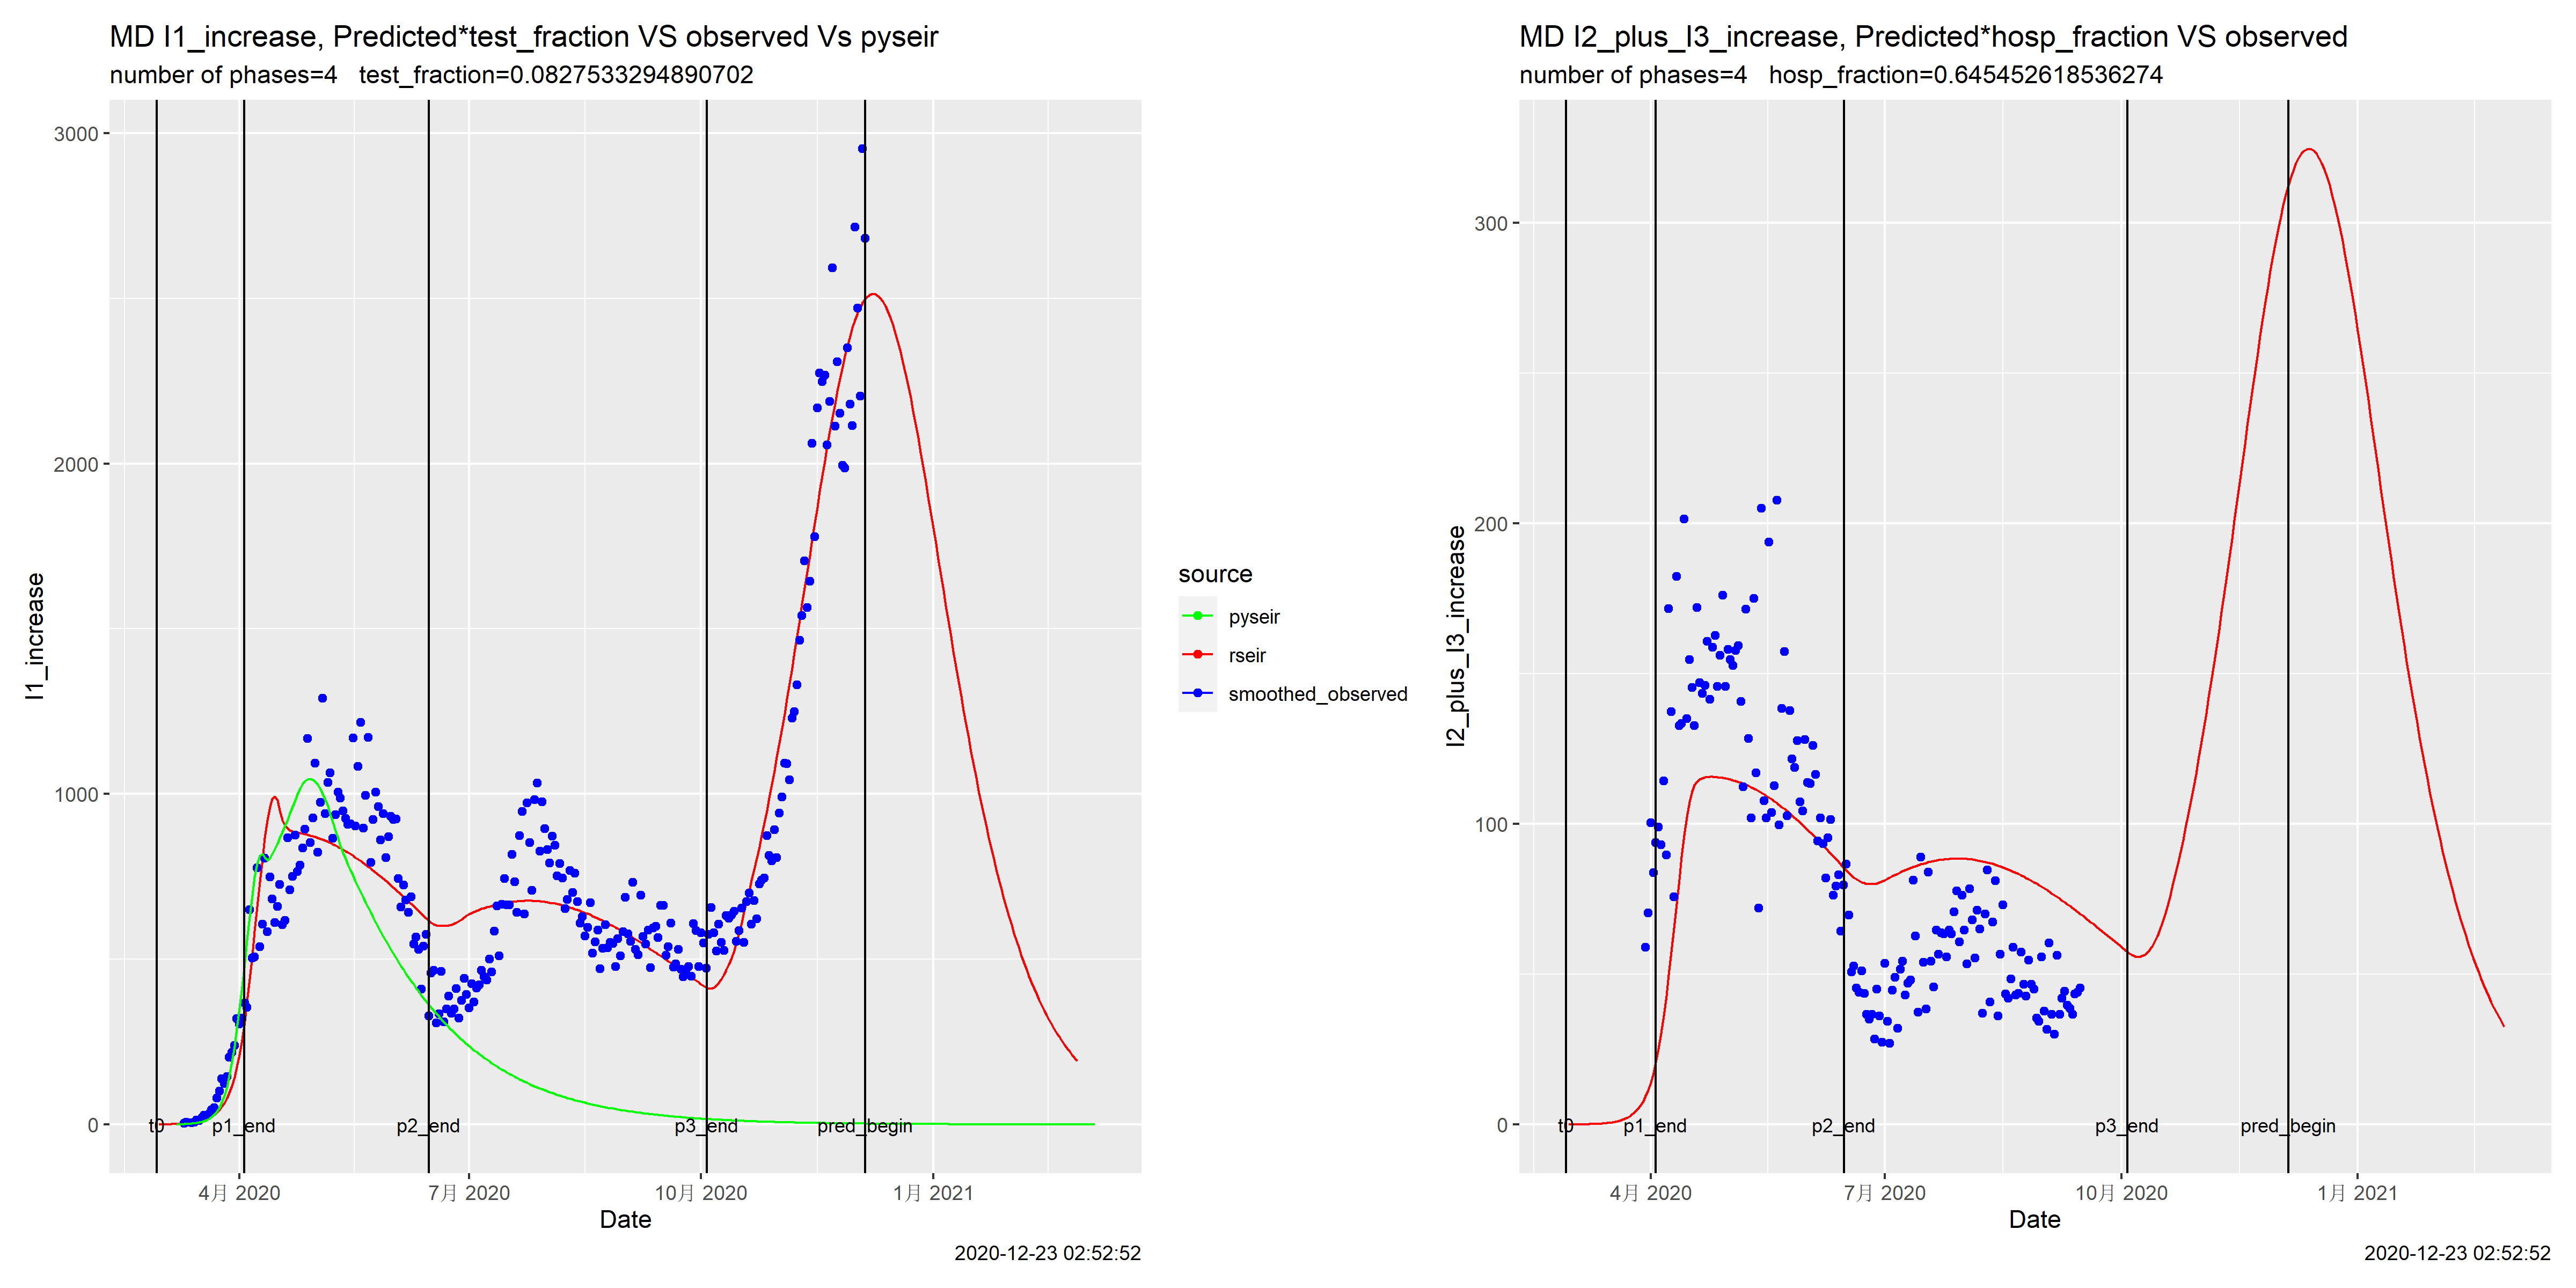 MD I1_increase, Predicted*test_fraction VS observed Vs pyseir
number of phases=4   test_fraction=0.0827533294890702
3000
2000
1000
0
I1_increase
t0
p1_end
p2_end
p3_end
pred_begin
4月 2020
7月 2020
10月 2020
1月 2021
Date
2020-12-23 02:52:52
source
pyseir
rseir
smoothed_observed
MD I2_plus_I3_increase, Predicted*hosp_fraction VS observed
number of phases=4   hosp_fraction=0.645452618536274
300
200
100
0
I2_plus_I3_increase
t0
p1_end
p2_end
p3_end
pred_begin
4月 2020
7月 2020
10月 2020
1月 2021
Date
2020-12-23 02:52:52